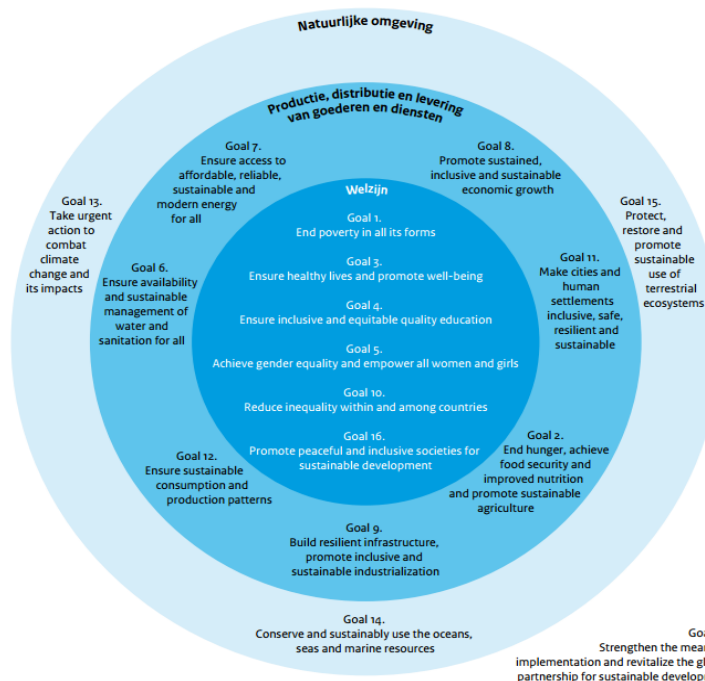 Natuurlijke omgeving
Productie, distributie en levering
van goederen en diensten
Goal 7.
Ensure access to
affordable, reliable,
sustainable and
modern energy
for all
Goal 8.
Promote sustained,
inclusive and sustainable
economic growth
Goal 13.
Take urgent
action to
combat
climate
change and
its impacts
Goal 15.
Protect,
restore and
promote
sustainable
use of
terrestrial
ecosystems
Goal 6.
Ensure availability
and sustainable
management of
water and
sanitation for all
Goal 11.
Make cities and
human
settlements
inclusive, safe,
resilient and
sustainable
Welzijn
Goal 1.
End poverty in all its forms
Goal 3.
Ensure healthy lives and promote well-being
Goal 4.
Ensure inclusive and equitable quality education
Goal 5.
Achieve gender equality and empower all women and girls
Goal 10.
Reduce inequality within and among countries
Goal 16.
Promote peaceful and inclusive societies for
sustainable development
Goal 12.
Ensure sustainable
consumption and
production patterns
Goal 2.
End hunger, achieve
food security and
improved nutrition
and promote sustainable
agriculture
Goal 9.
Build resilient infrastructure,
promote inclusive and
sustainable industrialization
Goal 14.
Conserve and sustainably use the oceans,
seas and marine resources
Goa
Strengthen the mear
implementation and revitalize the gl
partnership for sustainable developm